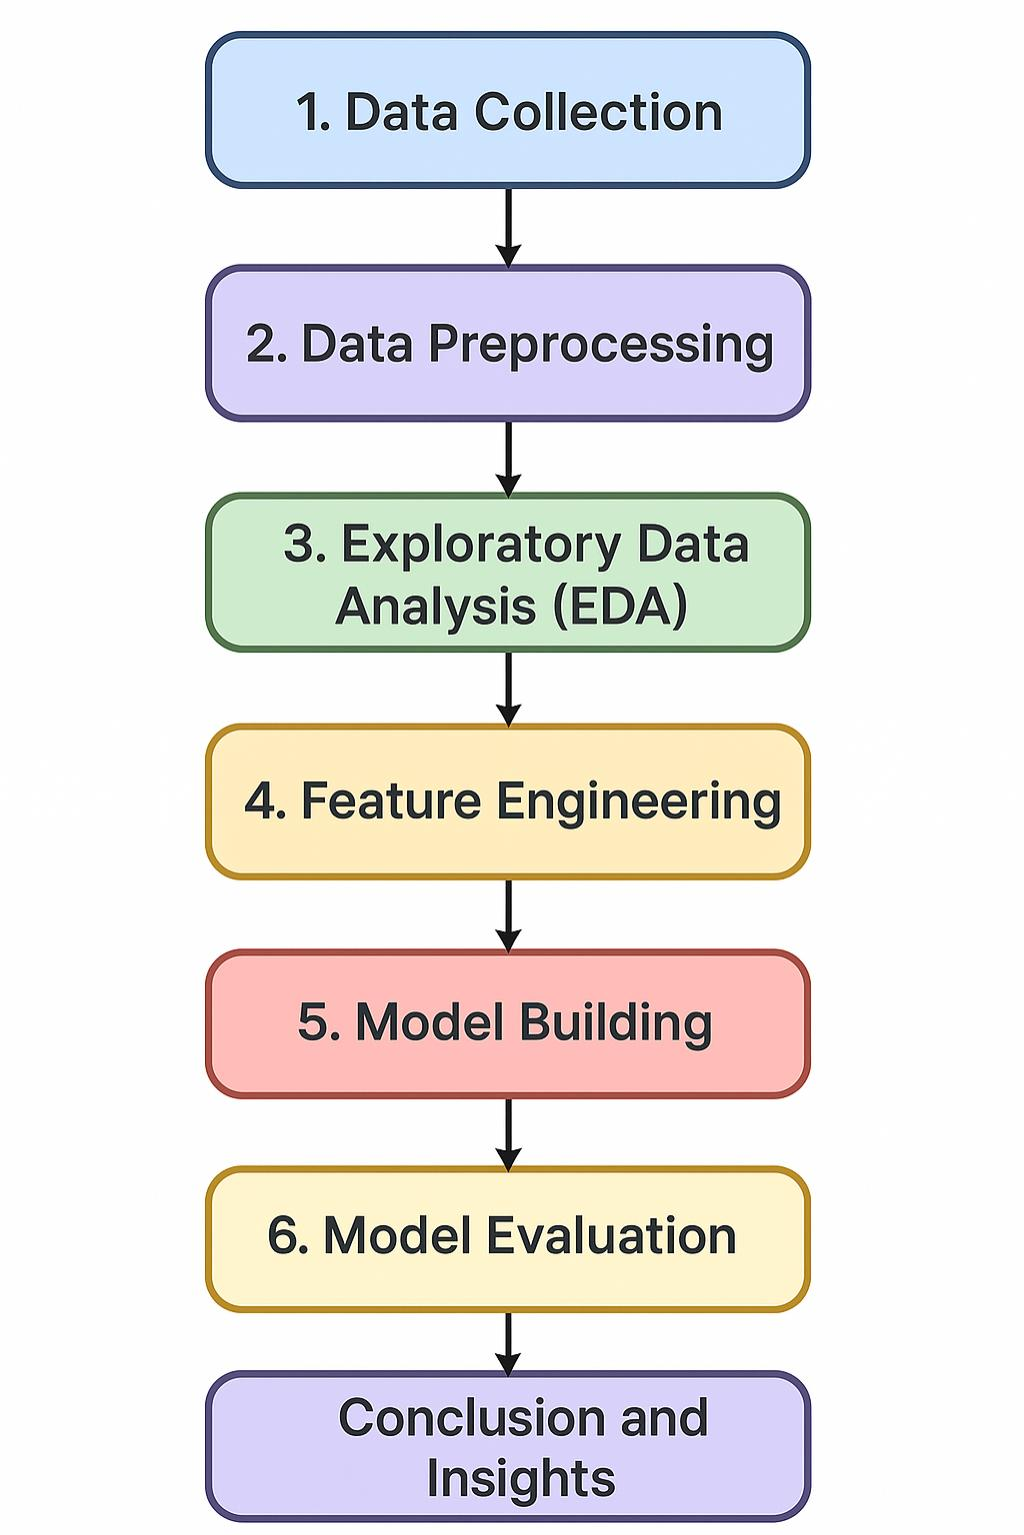 1. Data Collection
2. Data Preprocessing
3. Exploratory Data
Analysis (EDA)
4. Feature Engineering
5. Model Building
6. Model Evaluation
Conclusion and
Insights